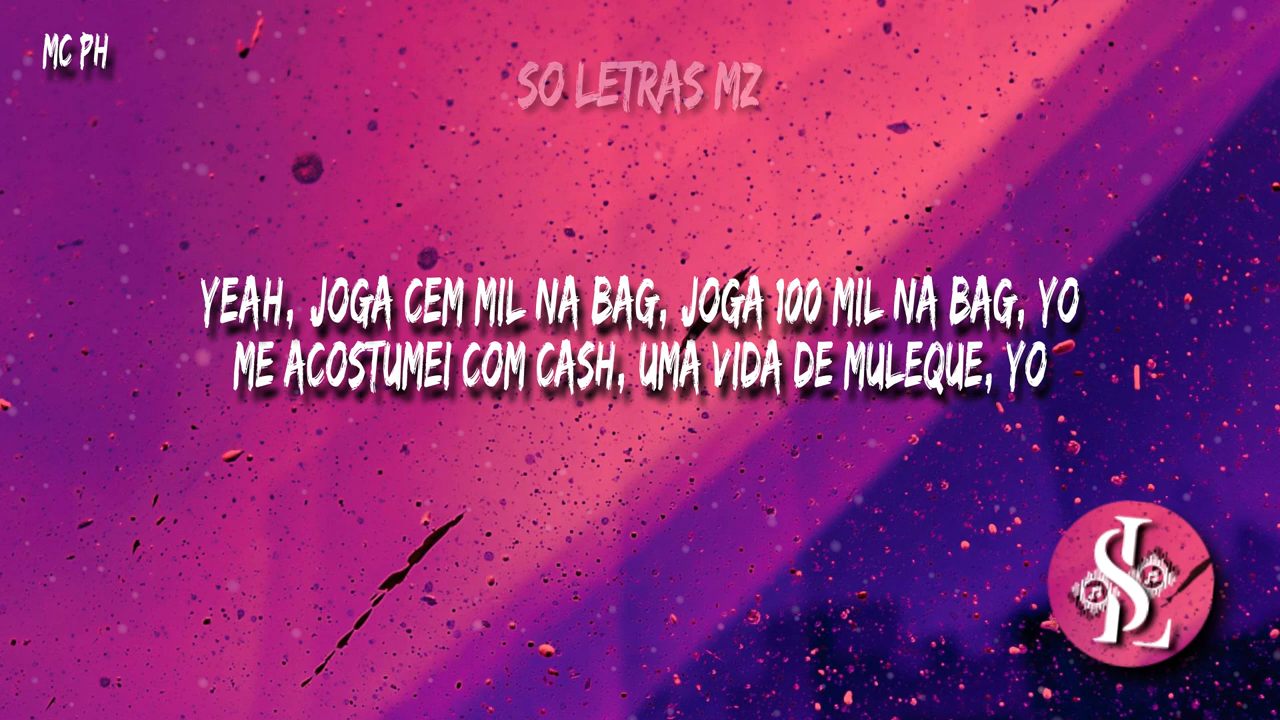 MC PH
SO LETRAS MZ
YEAH, JOGA CEM MIL NA BAG, JOGA 100 MIL NA BAG, YO
ME ACOSTUMEI COM CASH, UMA VIDA DE MULEQUE, YO
SL